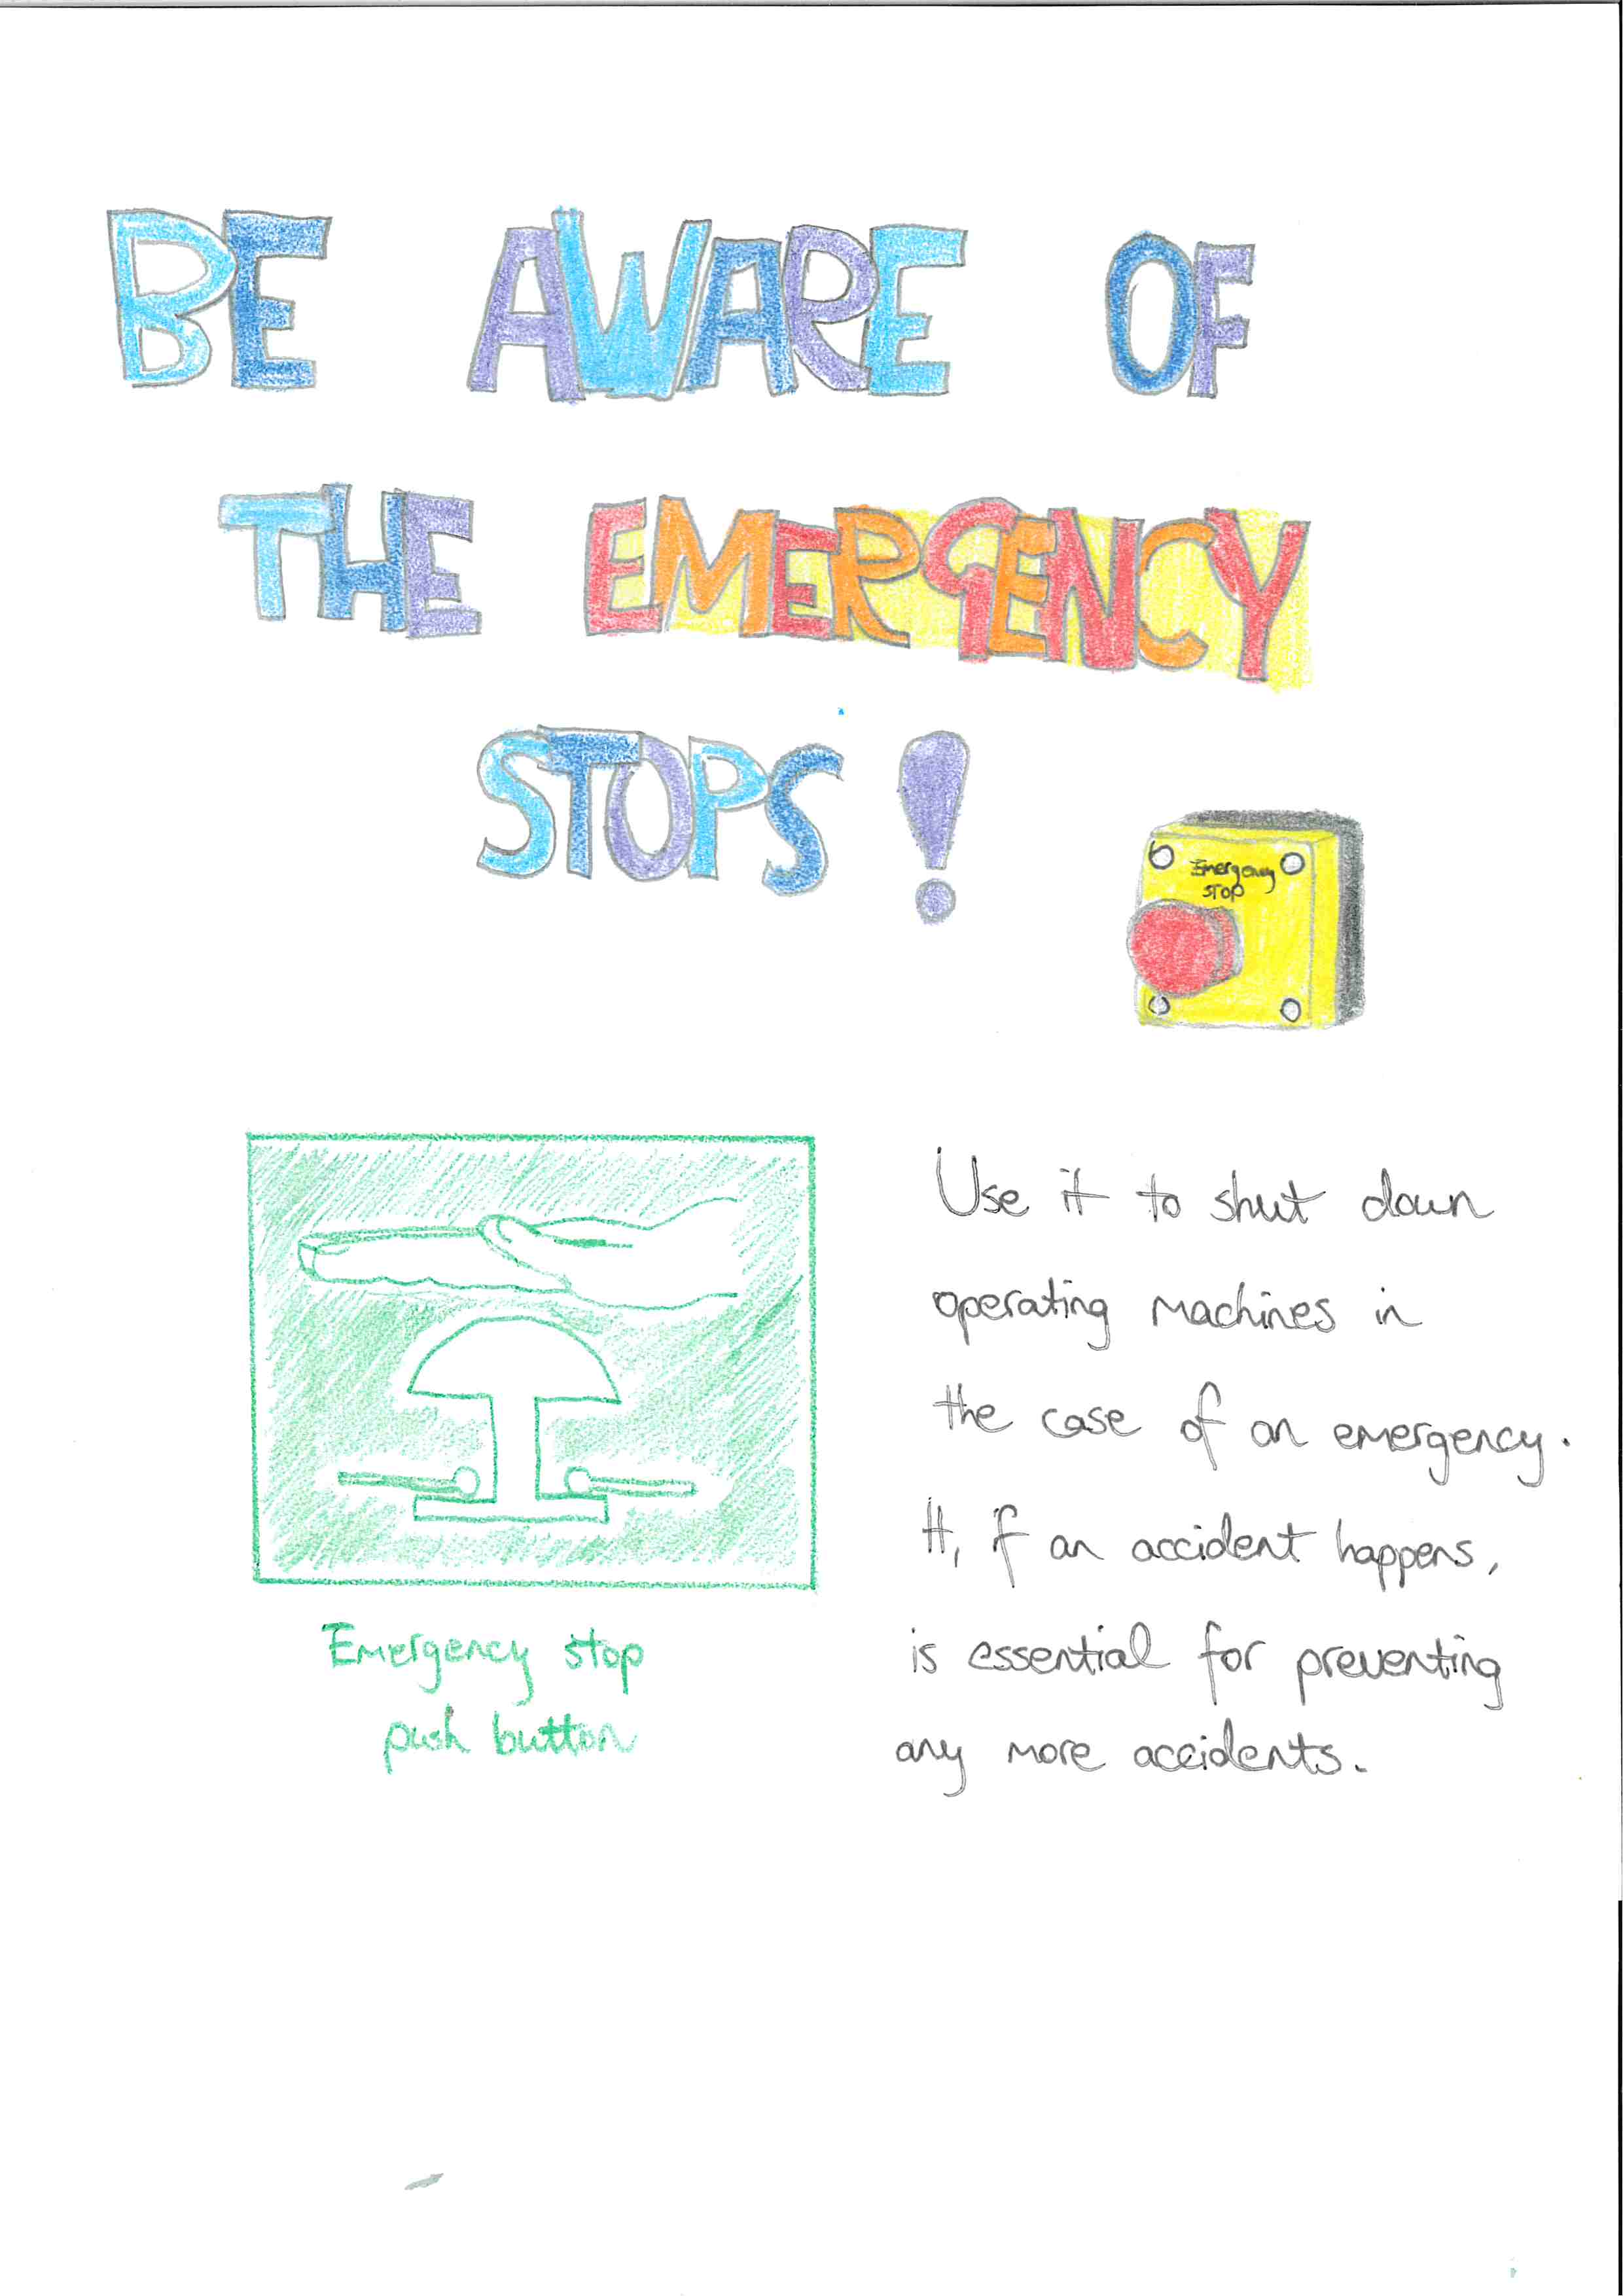 BE AWARE OF
THE EMERGENCY
STOPS!
Emergency
STOP
Use it to shut down
operating machines in
the case of an emergency.
It, if an accident happens,
is essential for preventing
any more accidents.
Emergency stop
push button